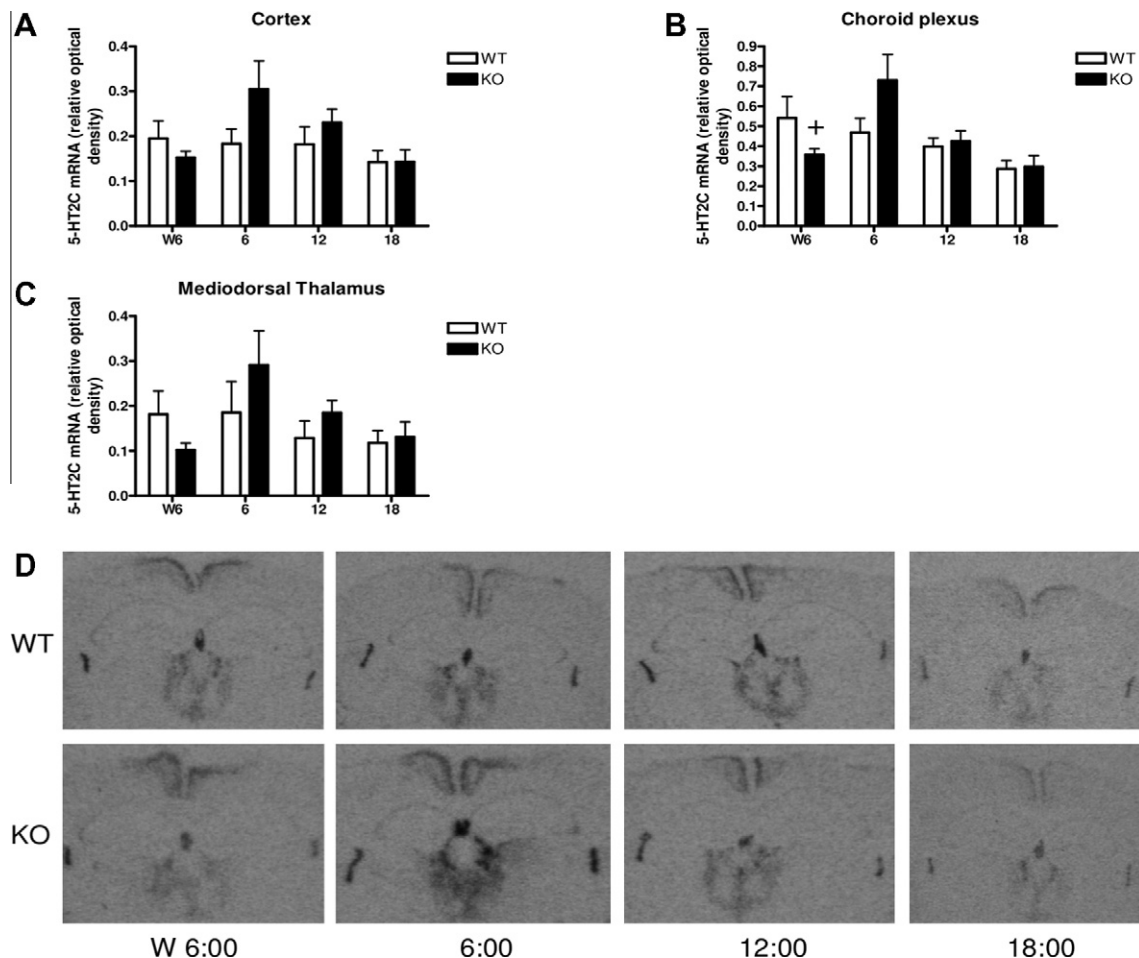 A
Cortex
5-HT2C mRNA (relative optical
density)
0.4
0.3
0.2
0.1
0.0
W6 6 12 18
WT
KO
B
Choroid plexus
5-HT2C mRNA (relative optical
density)
0.9
0.8
0.7
0.6
0.5
0.4
0.3
0.2
0.1
0.0
+
W6 6 12 18
WT
KO
C
Mediodorsal Thalamus
5-HT2C mRNA (relative optical
density)
0.4
0.3
0.2
0.1
0.0
W6 6 12 18
WT
KO
D
WT
KO
W 6:00 6:00 12:00 18:00